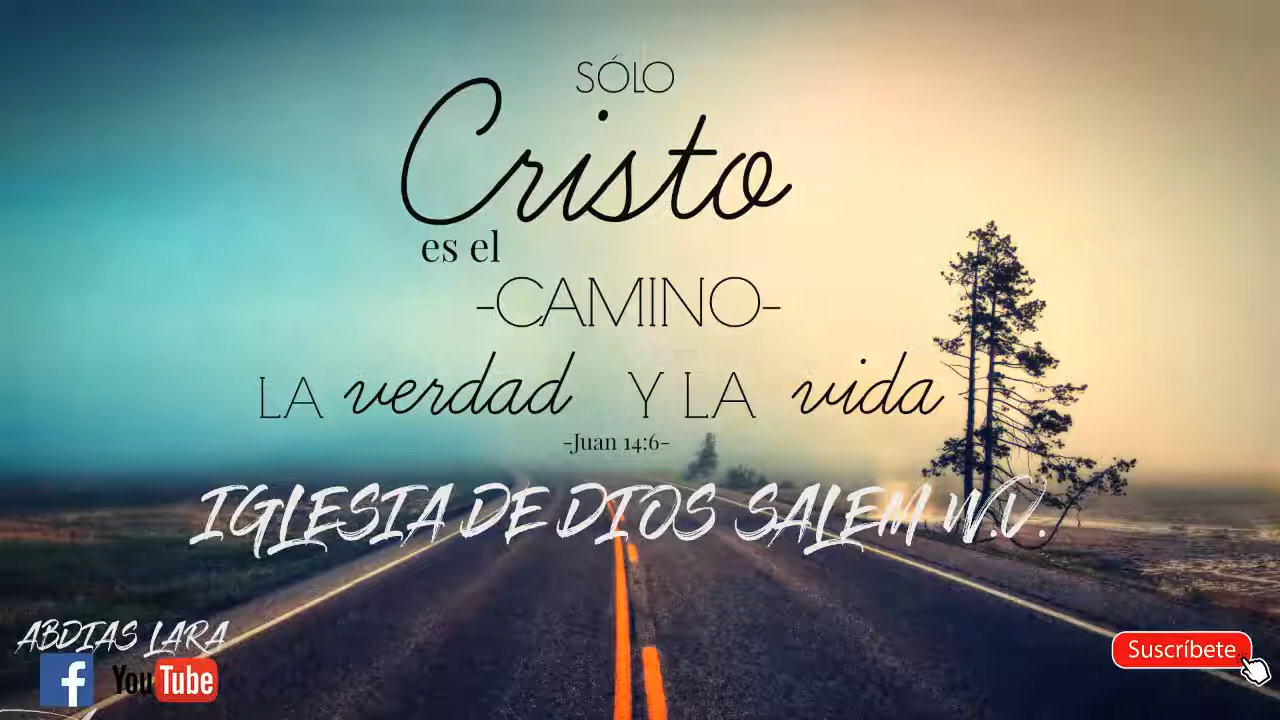 SÓLO
Cristo
es el
-CAMINO-
LA verdad Y LA vida
-Juan 14:6-
IGLESIA DE DIOS SALEM W.V.
ABDIAS LARA
f YouTube
Suscríbete